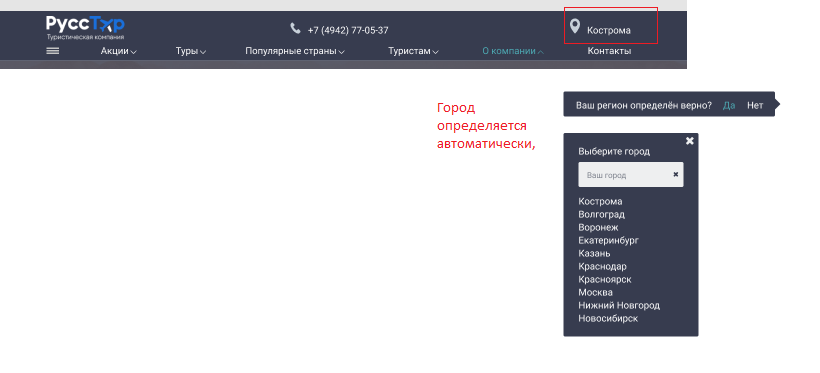 РуссТур
Туристическая компания
+7 (4942) 77-05-37
Кострома
Акции
Туры
Популярные страны
Туристам
О компании
Контакты
Город
определяется
автоматически,
Ваш регион определён верно? Да Нет
Выберите город
Ваш город
Кострома
Волгоград
Воронеж
Екатеринбург
Казань
Краснодар
Красноярск
Москва
Нижний Новгород
Новосибирск